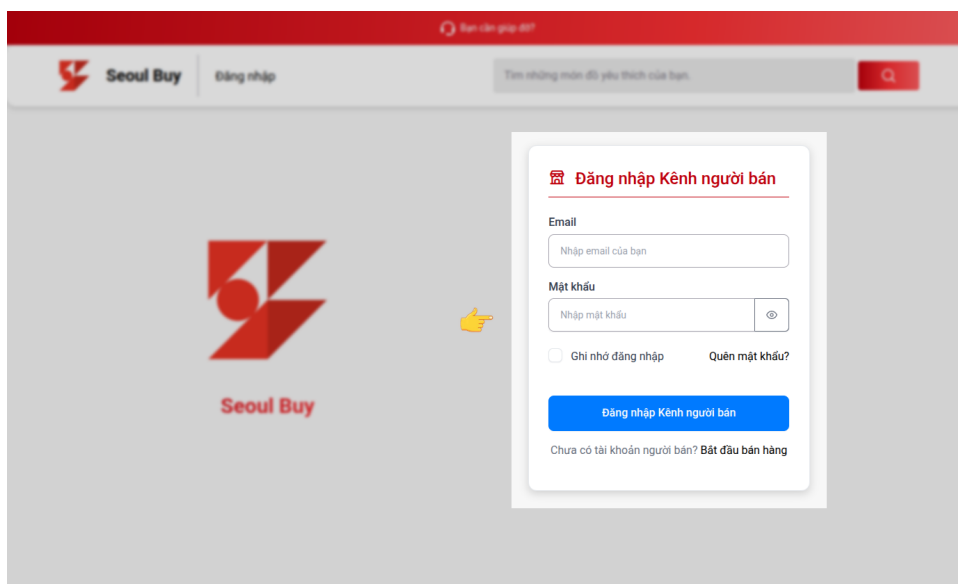 Bạn cần giúp đỡ?
Seoul Buy
Đăng nhập
Tìm những món đồ yêu thích của bạn.
Seoul Buy
Đăng nhập Kênh người bán
Email
Nhập email của bạn
Mật khẩu
Nhập mật khẩu
Ghi nhớ đăng nhập Quên mật khẩu?
Đăng nhập Kênh người bán
Chưa có tài khoản người bán? Bắt đầu bán hàng